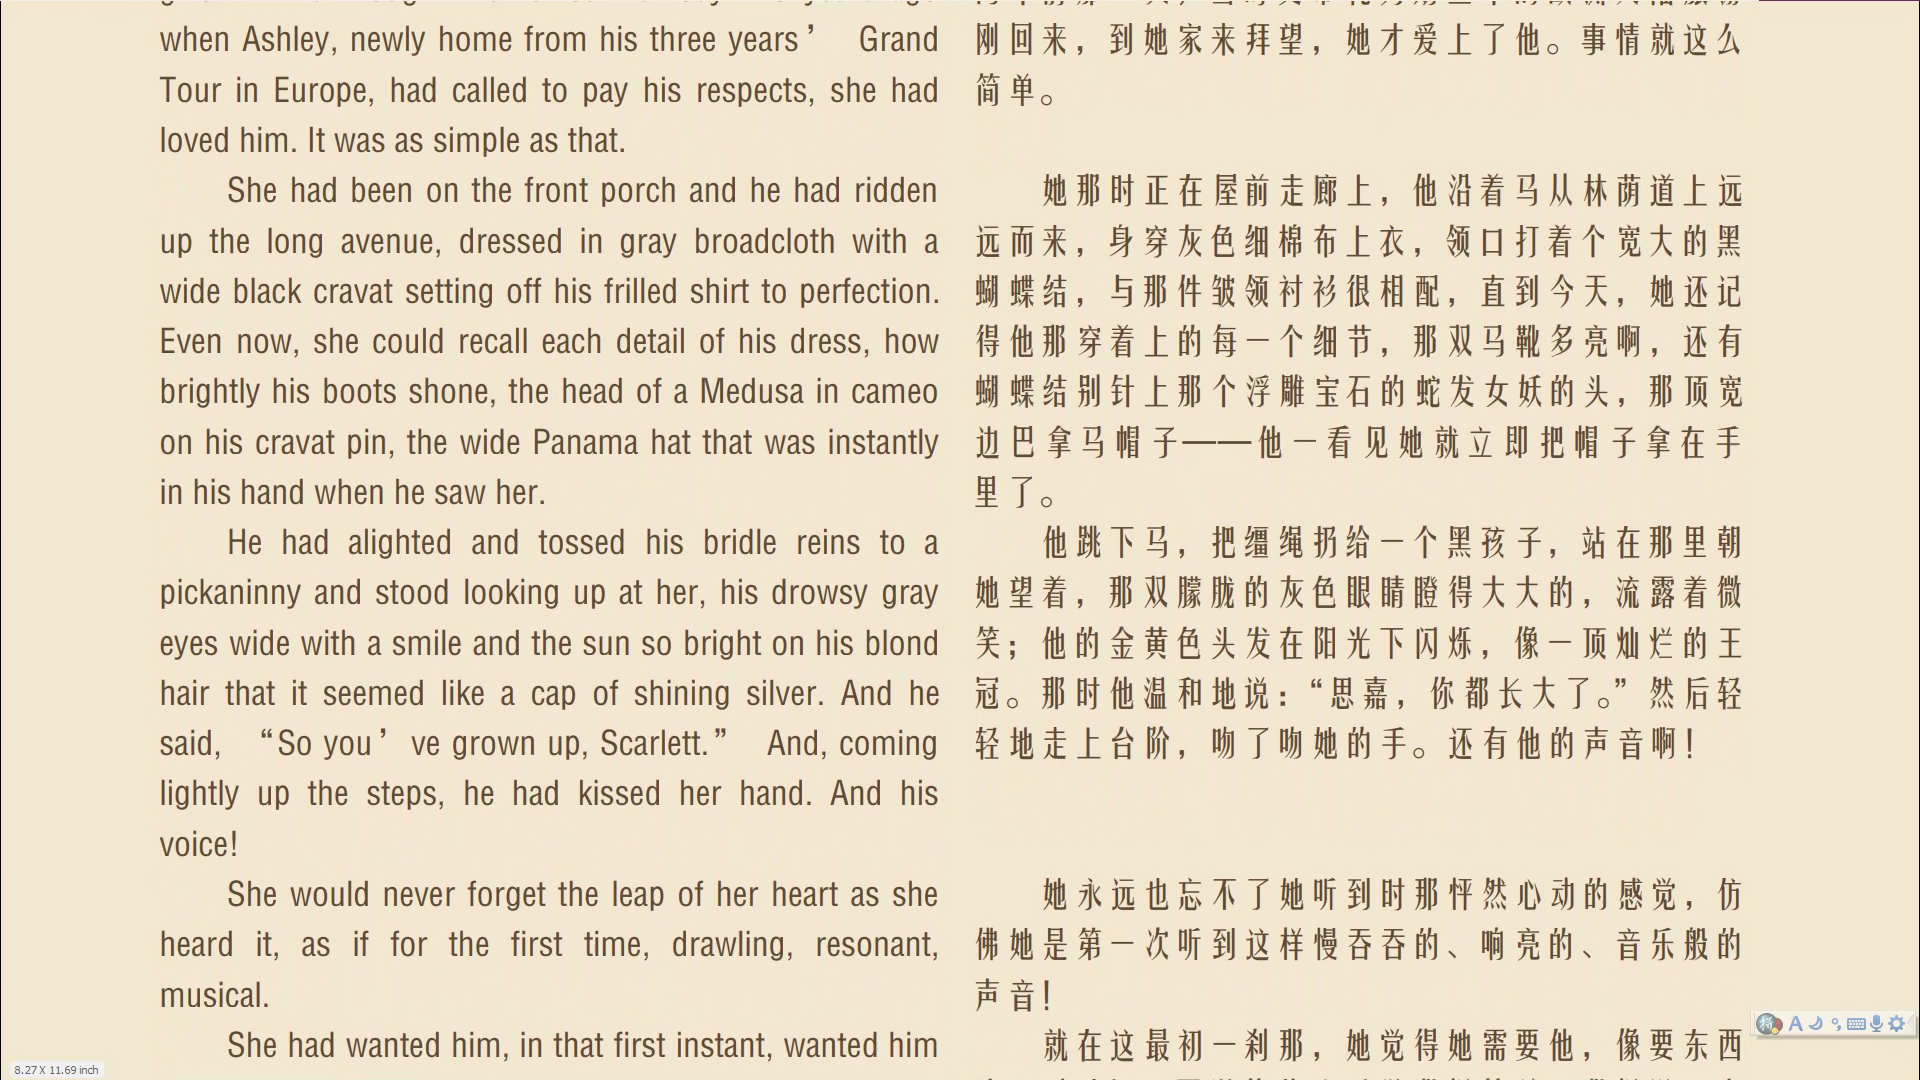 when Ashley, newly home from his three years’ Grand
Tour in Europe, had called to pay his respects, she had
loved him. It was as simple as that.
She had been on the front porch and he had ridden
up the long avenue, dressed in gray broadcloth with a
wide black cravat setting off his frilled shirt to perfection.
Even now, she could recall each detail of his dress, how
brightly his boots shone, the head of a Medusa in cameo
on his cravat pin, the wide Panama hat that was instantly
in his hand when he saw her.
He had alighted and tossed his bridle reins to a
pickaninny and stood looking up at her, his drowsy gray
eyes wide with a smile and the sun so bright on his blond
hair that it seemed like a cap of shining silver. And he
said, “So you’ve grown up, Scarlett.” And, coming
lightly up the steps, he had kissed her hand. And his
voice!
She would never forget the leap of her heart as she
heard it, as if for the first time, drawling, resonant,
musical.
She had wanted him, in that first instant, wanted him
刚回来，到她家来拜望，她才爱上了他。事情就这么
简单。
她那时正在屋前走廊上，他沿着马从林荫道上远
远而来，身穿灰色细棉布上衣，领口打着个宽大的黑
蝴蝶结，与那件皱领衬衫很相配，直到今天，她还记
得他那穿着上的每一个细节，那双马靴多亮啊，还有
蝴蝶结别针上那个浮雕宝石的蛇发女妖的头，那顶宽
边巴拿马帽子——他一看见她就立即把帽子拿在手
里了。
他跳下马，把缰绳扔给一个黑孩子，站在那里朝
她望着，那双朦胧的灰色眼睛瞪得大大的，流露着微
笑；他的金黄色头发在阳光下闪烁，像一顶灿烂的王
冠。那时他温和地说：“思嘉，你都长大了。”然后轻
轻地走上台阶，吻了吻她的手。还有他的声音啊！
她永远也忘不了她听到时那怦然心动的感觉，仿
佛她是第一次听到这样慢吞吞的、响亮的、音乐般的
声音！
就在这最初一刹那，她觉得她需要他，像要东西
8.27 X 11.69 inch